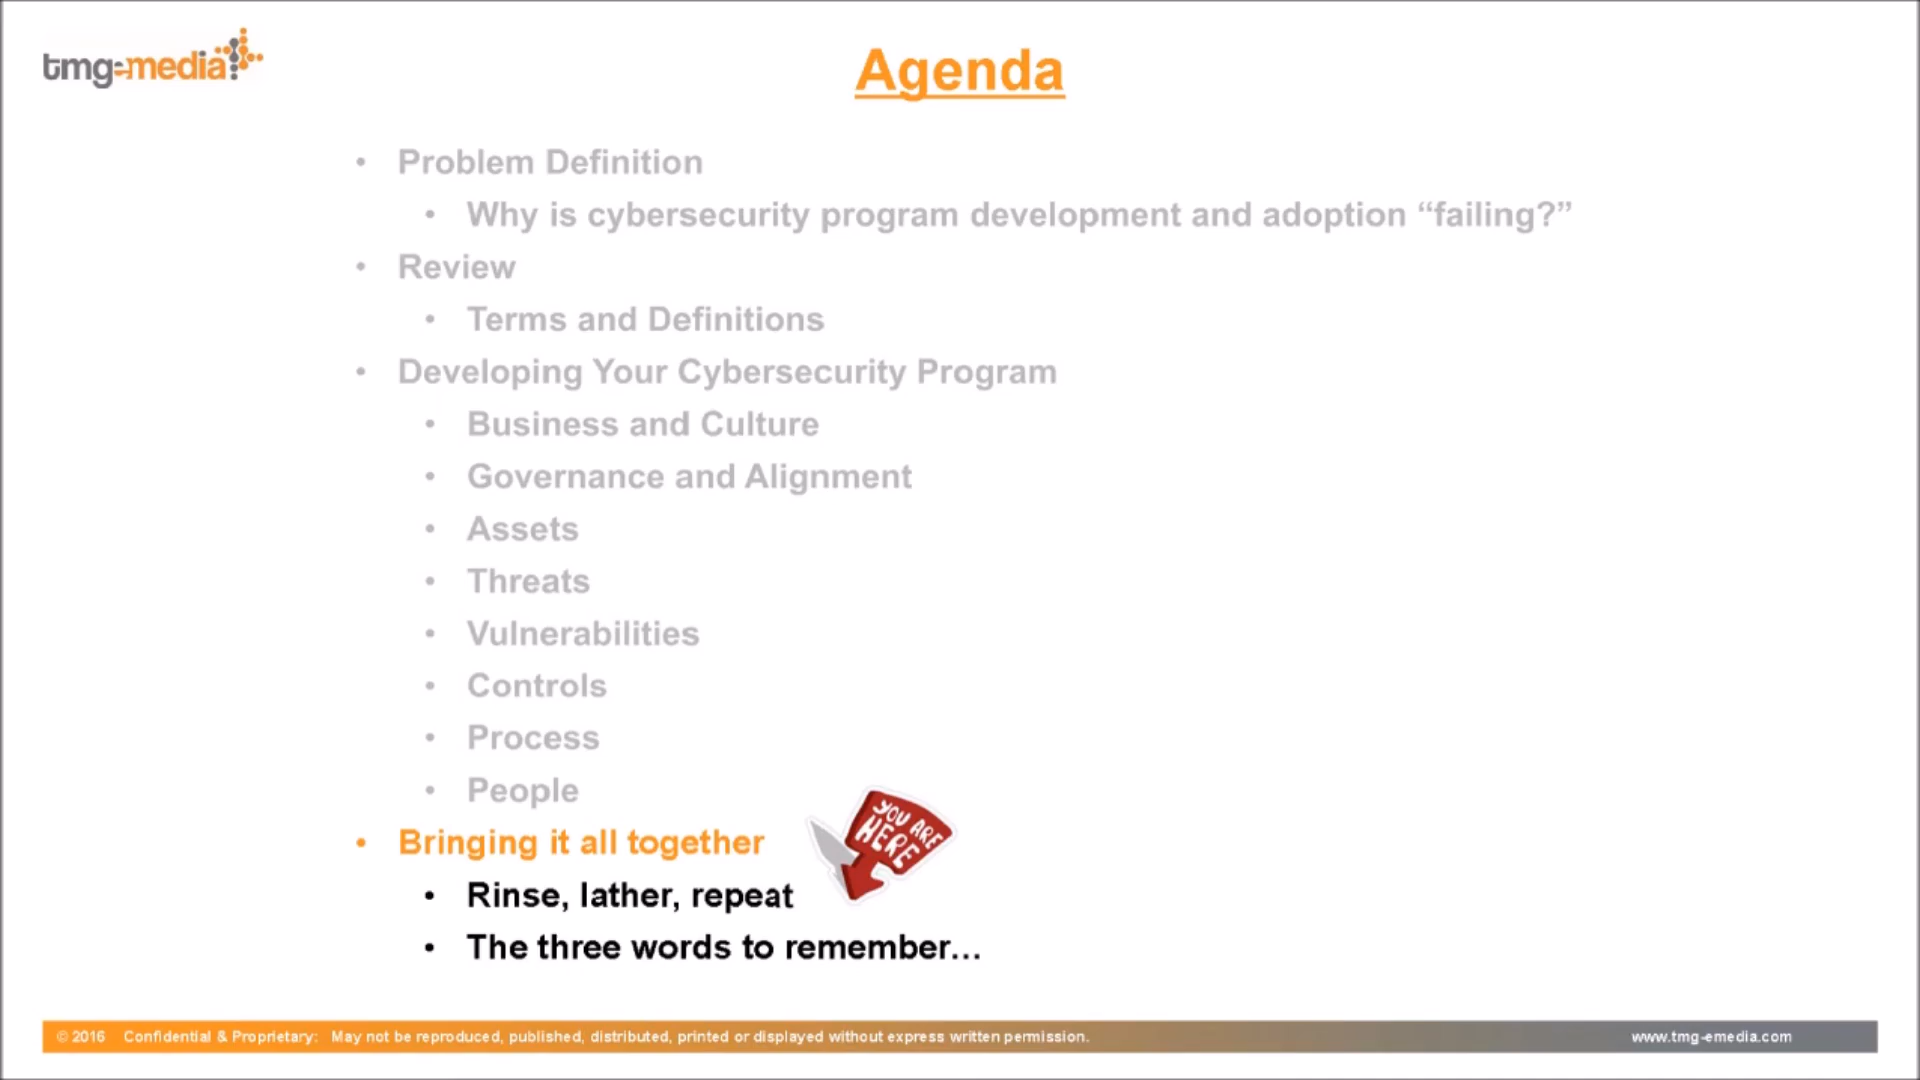 tmg-emedia
Agenda
• Problem Definition
• Why is cybersecurity program development and adoption “failing?”
• Review
• Terms and Definitions
• Developing Your Cybersecurity Program
• Business and Culture
• Governance and Alignment
• Assets
• Threats
• Vulnerabilities
• Controls
• Process
• People
• Bringing it all together
YOU ARE
HERE
• Rinse, lather, repeat
• The three words to remember…
© 2016 Confidential & Proprietary: May not be reproduced, published, distributed, printed or displayed without express written permission. www.tmg-emedia.com